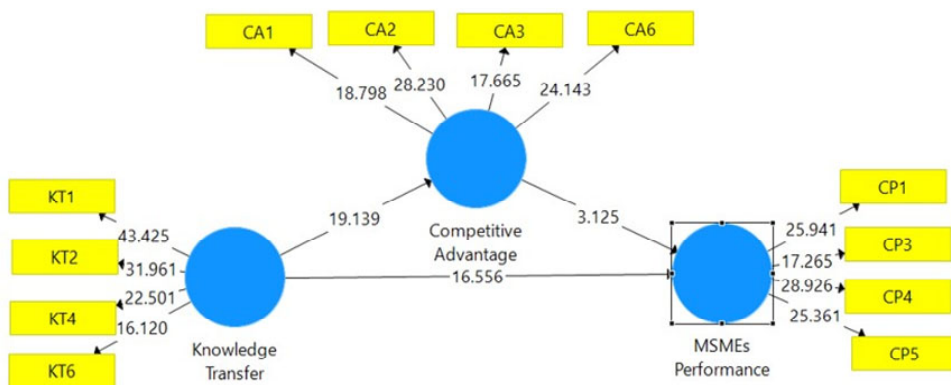 CA1
CA2
CA3
CA6
18.798
28.230
17.665
24.143
KT1
KT2
KT4
KT6
43.425
31.961
22.501
16.120
Knowledge
Transfer
19.139
Competitive
Advantage
3.125
16.556
MSMEs
Performance
25.941
17.265
28.926
25.361
CP1
CP3
CP4
CP5